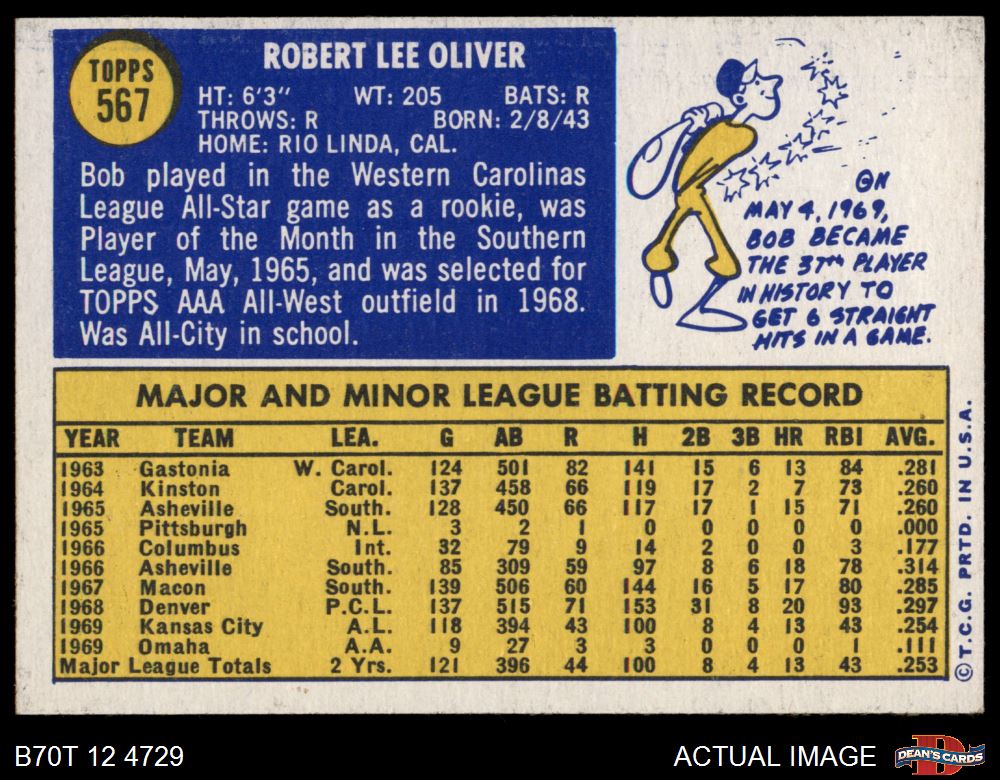 TOPPS
567
ROBERT LEE OLIVER
HT: 6'3" WT: 205 BATS: R
THROWS: R BORN: 2/8/43
HOME: RIO LINDA, CAL.
Bob played in the Western Carolinas
League All-Star game as a rookie, was
Player of the Month in the Southern
League, May, 1965, and was selected for
TOPPS AAA All-West outfield in 1968.
Was All-City in school.
ON
MAY 4, 1969,
BOB BECAME
THE 37TH PLAYER
IN HISTORY TO
GET 6 STRAIGHT
HITS IN A GAME.
MAJOR AND MINOR LEAGUE BATTING RECORD
YEAR TEAM LEA. G AB R H 2B 3B HR RBI AVG.
1963 Gastonia W. Carol. 124 501 82 141 15 6 13 84 .281
1964 Kinston Carol. 137 458 66 119 17 2 7 73 .260
1965 Asheville South. 128 450 66 117 17 1 15 71 .260
1965 Pittsburgh N.L. 3 2 1 0 0 0 0 0 .000
1966 Columbus Int. 32 79 9 14 2 0 0 3 .177
1966 Asheville South. 85 309 59 97 8 6 18 78 .314
1967 Macon South. 139 506 60 144 16 5 17 80 .285
1968 Denver P.C.L. 137 515 71 153 31 8 20 93 .297
1969 Kansas City A.L. 118 394 43 100 8 4 13 43 .254
1969 Omaha A.A. 9 27 3 3 0 0 0 1 .111
Major League Totals 2 Yrs. 121 396 44 100 8 4 13 43 .253
© T.C.G. PRTD. IN U.S.A.
B70T 12 4729
ACTUAL IMAGE
D
DEAN'S CARDS